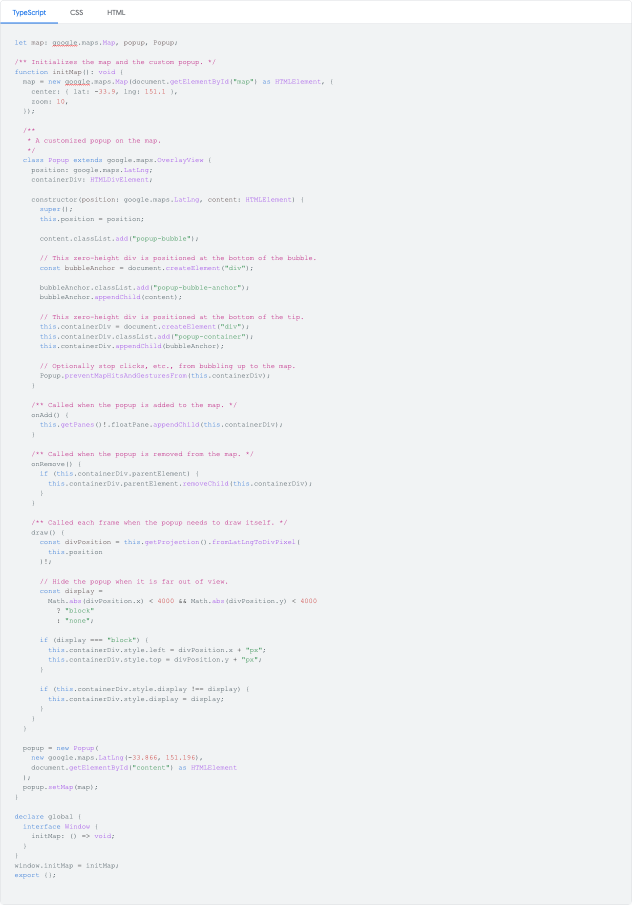 TypeScript CSS HTML
let map: google.maps.Map, popup, Popup;
/** Initializes the map and the custom popup. */
function initMap(): void {
  map = new google.maps.Map(document.getElementById("map") as HTMLElement, {
    center: { lat: -33.9, lng: 151.1 },
    zoom: 10,
  });
  /**
   * A customized popup on the map.
   */
  class Popup extends google.maps.OverlayView {
    position: google.maps.LatLng;
    containerDiv: HTMLDivElement;
    constructor(position: google.maps.LatLng, content: HTMLElement) {
      super();
      this.position = position;
      content.classList.add("popup-bubble");
      // This zero-height div is positioned at the bottom of the bubble.
      const bubbleAnchor = document.createElement("div");
      bubbleAnchor.classList.add("popup-bubble-anchor");
      bubbleAnchor.appendChild(content);
      // This zero-height div is positioned at the bottom of the tip.
      this.containerDiv = document.createElement("div");
      this.containerDiv.classList.add("popup-container");
      this.containerDiv.appendChild(bubbleAnchor);
      // Optionally stop clicks, etc., from bubbling up to the map.
      Popup.preventMapHitsAndGesturesFrom(this.containerDiv);
    }
    /** Called when the popup is added to the map. */
    onAdd() {
      this.getPanes()!.floatPane.appendChild(this.containerDiv);
    }
    /** Called when the popup is removed from the map. */
    onRemove() {
      if (this.containerDiv.parentElement) {
        this.containerDiv.parentElement.removeChild(this.containerDiv);
      }
    }
    /** Called each frame when the popup needs to draw itself. */
    draw() {
      const divPosition = this.getProjection().fromLatLngToDivPixel(
        this.position
      )!;
      // Hide the popup when it is far out of view.
      const display =
        Math.abs(divPosition.x) < 4000 && Math.abs(divPosition.y) < 4000
          ? "block"
          : "none";
      if (display === "block") {
        this.containerDiv.style.left = divPosition.x + "px";
        this.containerDiv.style.top = divPosition.y + "px";
      }
      if (this.containerDiv.style.display !== display) {
        this.containerDiv.style.display = display;
      }
    }
  }
  popup = new Popup(
    new google.maps.LatLng(-33.866, 151.196),
    document.getElementById("content") as HTMLElement
  );
  popup.setMap(map);
}
declare global {
  interface Window {
    initMap: () => void;
  }
}
window.initMap = initMap;
export {};